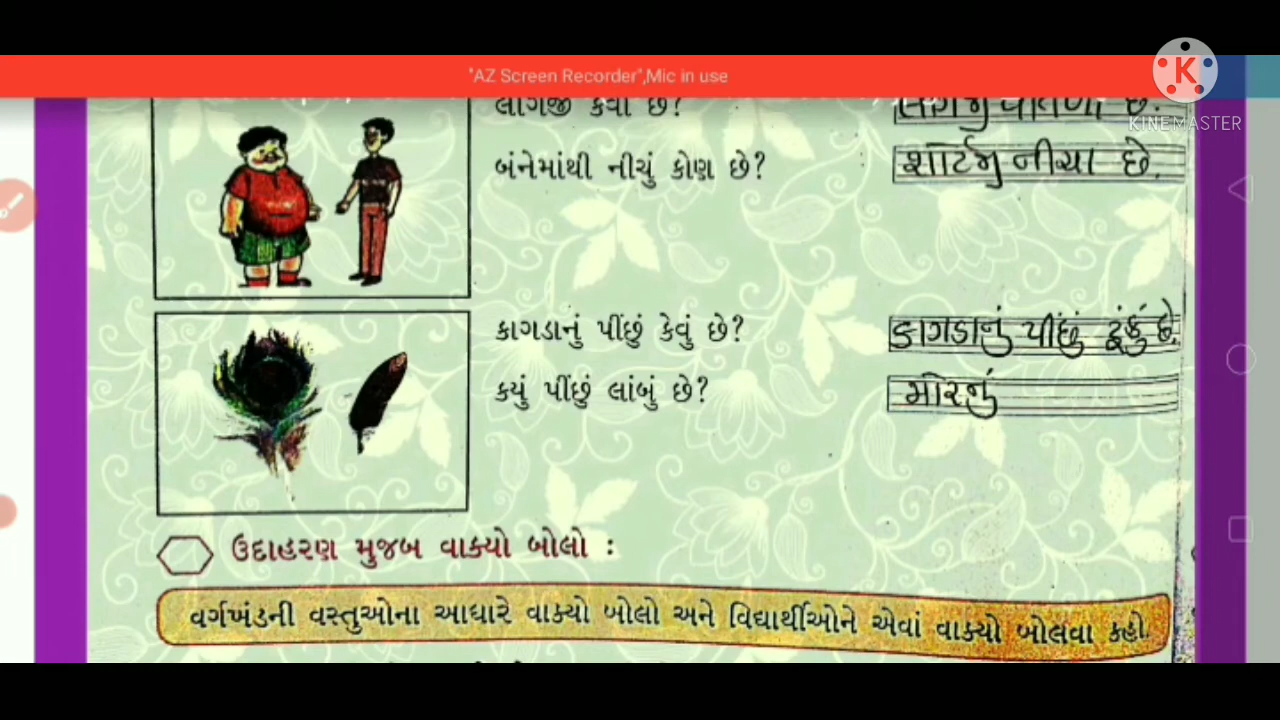 "AZ Screen Recorder",Mic in use
KINEMASTER
છે?
છે.
બંનેમાંથી નીચું કોણ છે?
શોર્ટજી નીચા છે.
કાગડાનું પીંછું કેવું છે?
કાગડાનું પીંછું ટૂંકું છે.
કયું પીંછું લાંબું છે?
મોરનું
ઉદાહરણ મુજબ વાક્યો બોલો :
વર્ગખંડની વસ્તુઓના આધારે વાક્યો બોલો અને વિદ્યાર્થીઓને એવાં વાક્યો બોલવા કહો.